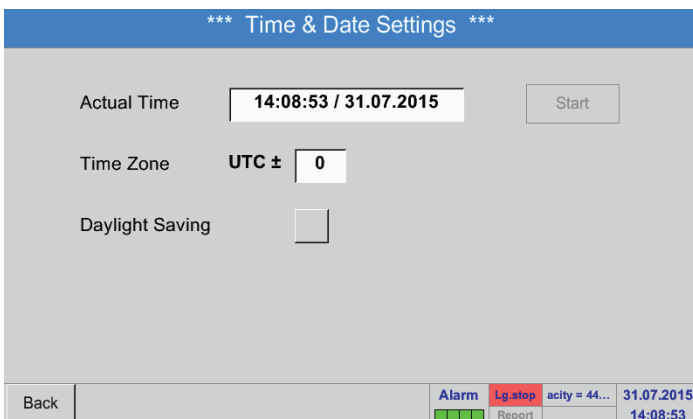 *** Time & Date Settings ***
Actual Time 14:08:53 / 31.07.2015 Start
Time Zone UTC ± 0
Daylight Saving
Back Alarm Lg.stop acity = 44... 31.07.2015
Report 14:08:53